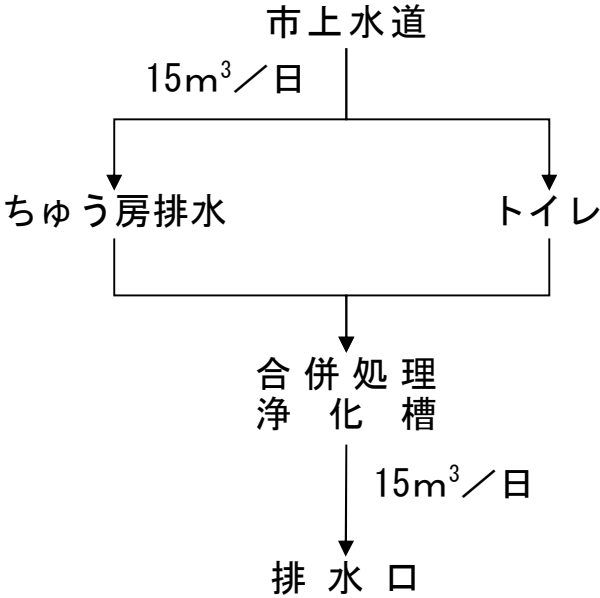 市上水道
15m³／日
ちゅう房排水
トイレ
合併処理
浄化槽
15m³／日
排水口